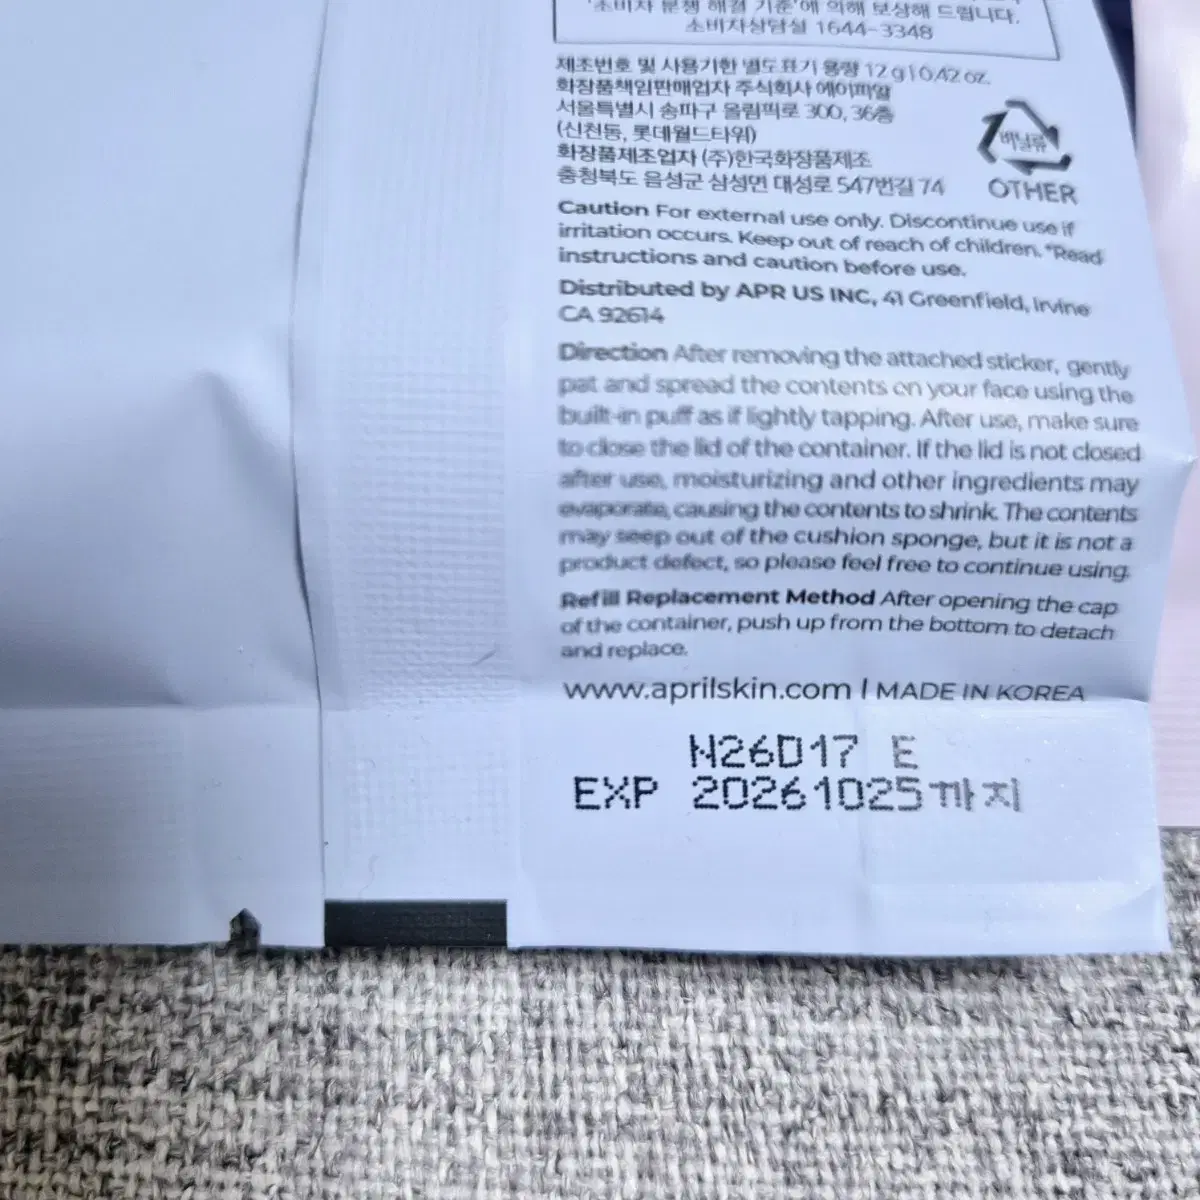 '소비자 분쟁 해결 기준'에 의해 보상해 드립니다.
소비자상담실 1644-3348
제조번호 및 사용기한 별도표기 용량 12 g | 0.42 oz.
화장품책임판매업자 주식회사 에이피알
서울특별시 송파구 올림픽로 300, 36층
(신천동, 롯데월드타워)
화장품제조업자 (주)한국화장품제조
충청북도 음성군 삼성면 대성로 547번길 74
비닐류
OTHER
Caution For external use only. Discontinue use if
irritation occurs. Keep out of reach of children. *Read
instructions and caution before use.
Distributed by APR US INC, 41 Greenfield, Irvine
CA 92614
Direction After removing the attached sticker, gently
pat and spread the contents on your face using the
built-in puff as if lightly tapping. After use, make sure
to close the lid of the container. If the lid is not closed
after use, moisturizing and other ingredients may
evaporate, causing the contents to shrink. The contents
may seep out of the cushion sponge, but it is not a
product defect, so please feel free to continue using.
Refill Replacement Method After opening the cap
of the container, push up from the bottom to detach
and replace.
www.aprilskin.com | MADE IN KOREA
N26D17 E
EXP 20261025까지